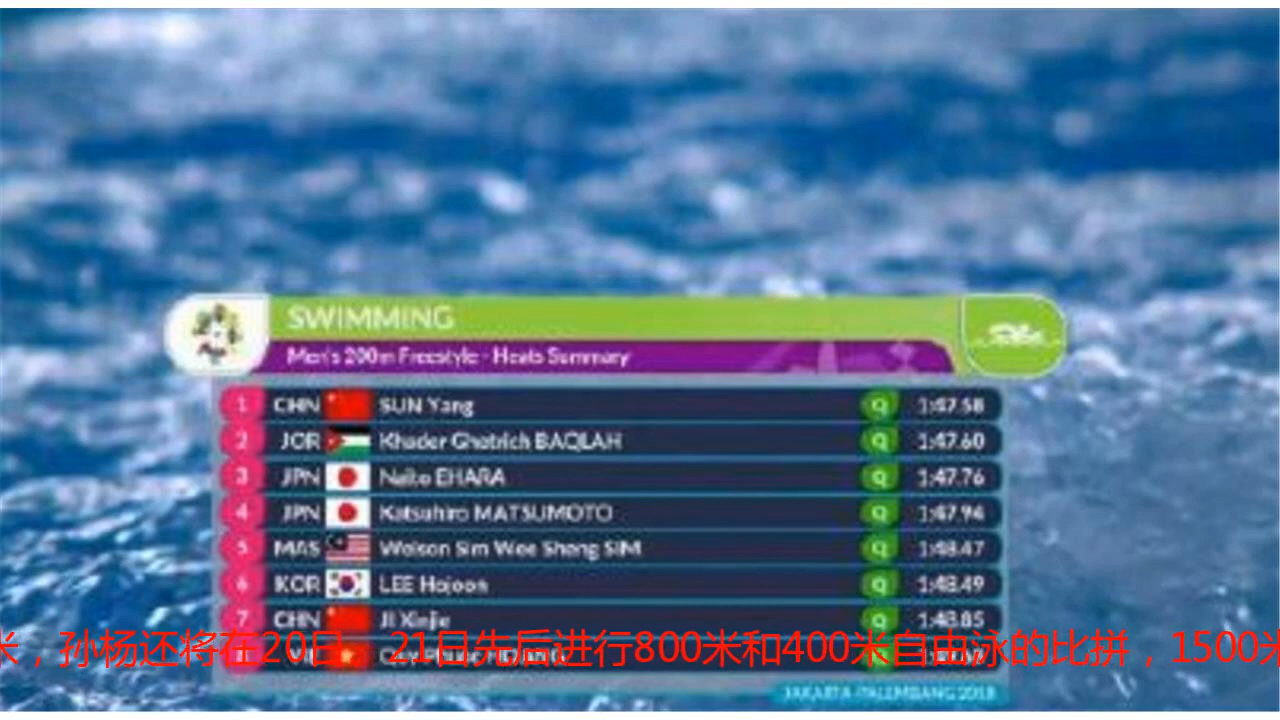 SWIMMING
Men's 200m Freestyle - Heats Summary
1 CHN SUN Yang Q 1:47.58
2 JOR Khader Ghatrich BAQLAH Q 1:47.60
3 JPN Naito EHARA Q 1:47.76
4 JPN Katsuhiro MATSUMOTO Q 1:47.94
5 MAS Welson Sim Wee Sheng SIM Q 1:48.47
6 KOR LEE Hojoon Q 1:48.49
7 CHN JI Xinjie Q 1:48.85
米，孙杨还将在20日、21日先后进行800米和400米自由泳的比拼，1500米
JAKARTA-PALEMBANG 2018